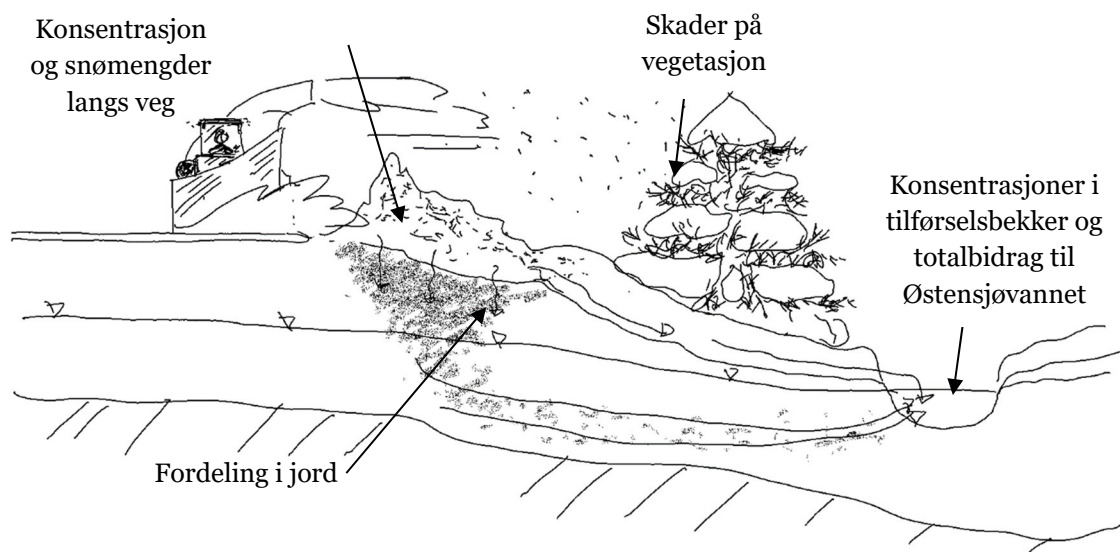 Konsentrasjon
og snømengder
langs veg
Skader på
vegetasjon
Konsentrasjoner i
tilførselsbekker og
totalbidrag til
Østensjøvannet
Fordeling i jord